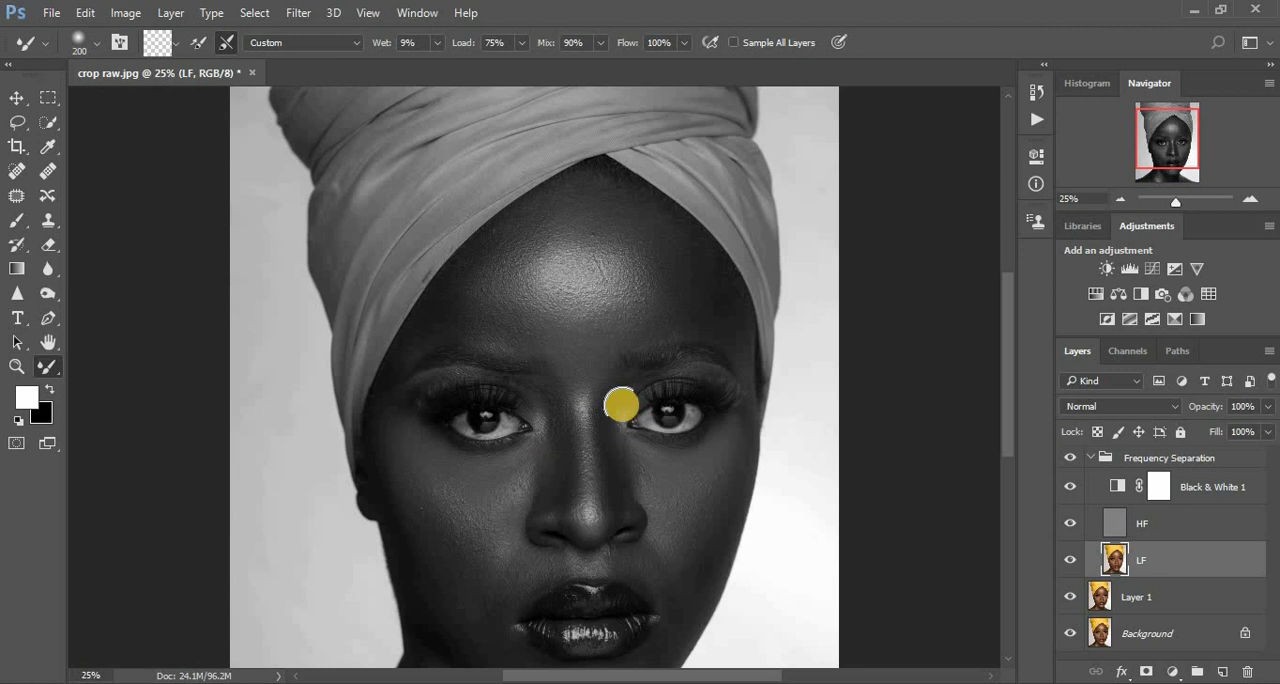 Ps File Edit Image Layer Type Select Filter 3D View Window Help
200 Custom Wet: 9% Load: 75% Mix: 90% Flow: 100% Sample All Layers
crop raw.jpg @ 25% (LF, RGB/8) * ×
Histogram Navigator
25%
Libraries Adjustments
Add an adjustment
Layers Channels Paths
Kind
Normal Opacity: 100%
Lock: Fill: 100%
Frequency Separation
Black & White 1
HF
LF
Layer 1
Background
25% Doc: 24.1M/96.2M